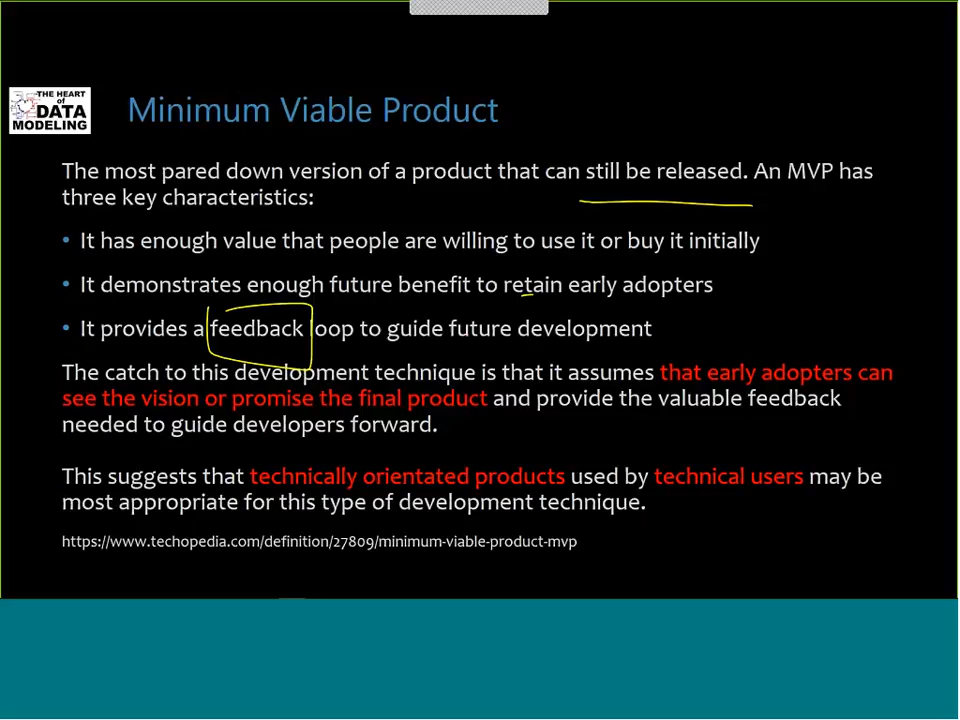 THE HEART
of
DATA
MODELING
Minimum Viable Product
The most pared down version of a product that can still be released. An MVP has
three key characteristics:
• It has enough value that people are willing to use it or buy it initially
• It demonstrates enough future benefit to retain early adopters
• It provides a feedback loop to guide future development
The catch to this development technique is that it assumes that early adopters can
see the vision or promise the final product and provide the valuable feedback
needed to guide developers forward.
This suggests that technically orientated products used by technical users may be
most appropriate for this type of development technique.
https://www.techopedia.com/definition/27809/minimum-viable-product-mvp